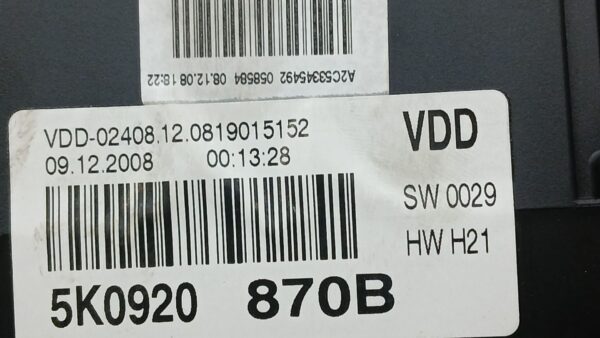 A2C53345492 058584 08.12.08 18:22
VDD-02408.12.0819015152
VDD
09.12.2008 00:13:28
SW 0029
HW H21
5K0920 870B